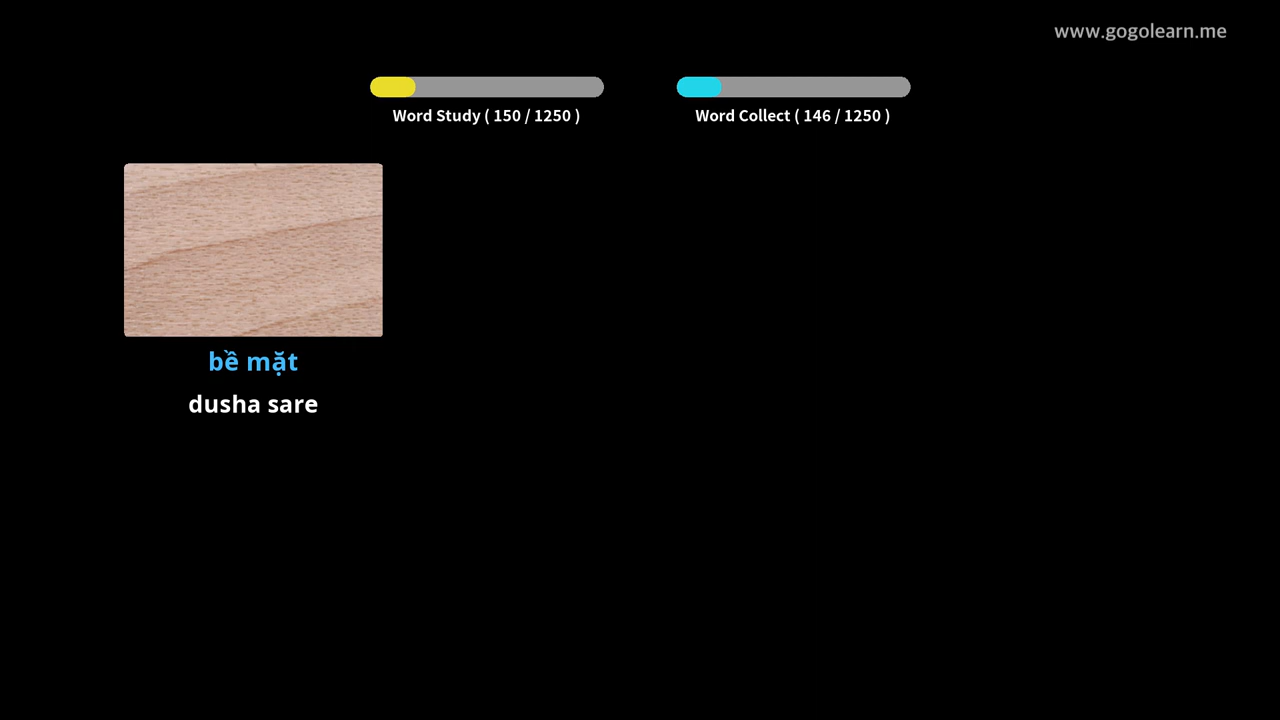 www.gogolearn.me
Word Study ( 150 / 1250 )
Word Collect ( 146 / 1250 )
bề mặt
dusha sare